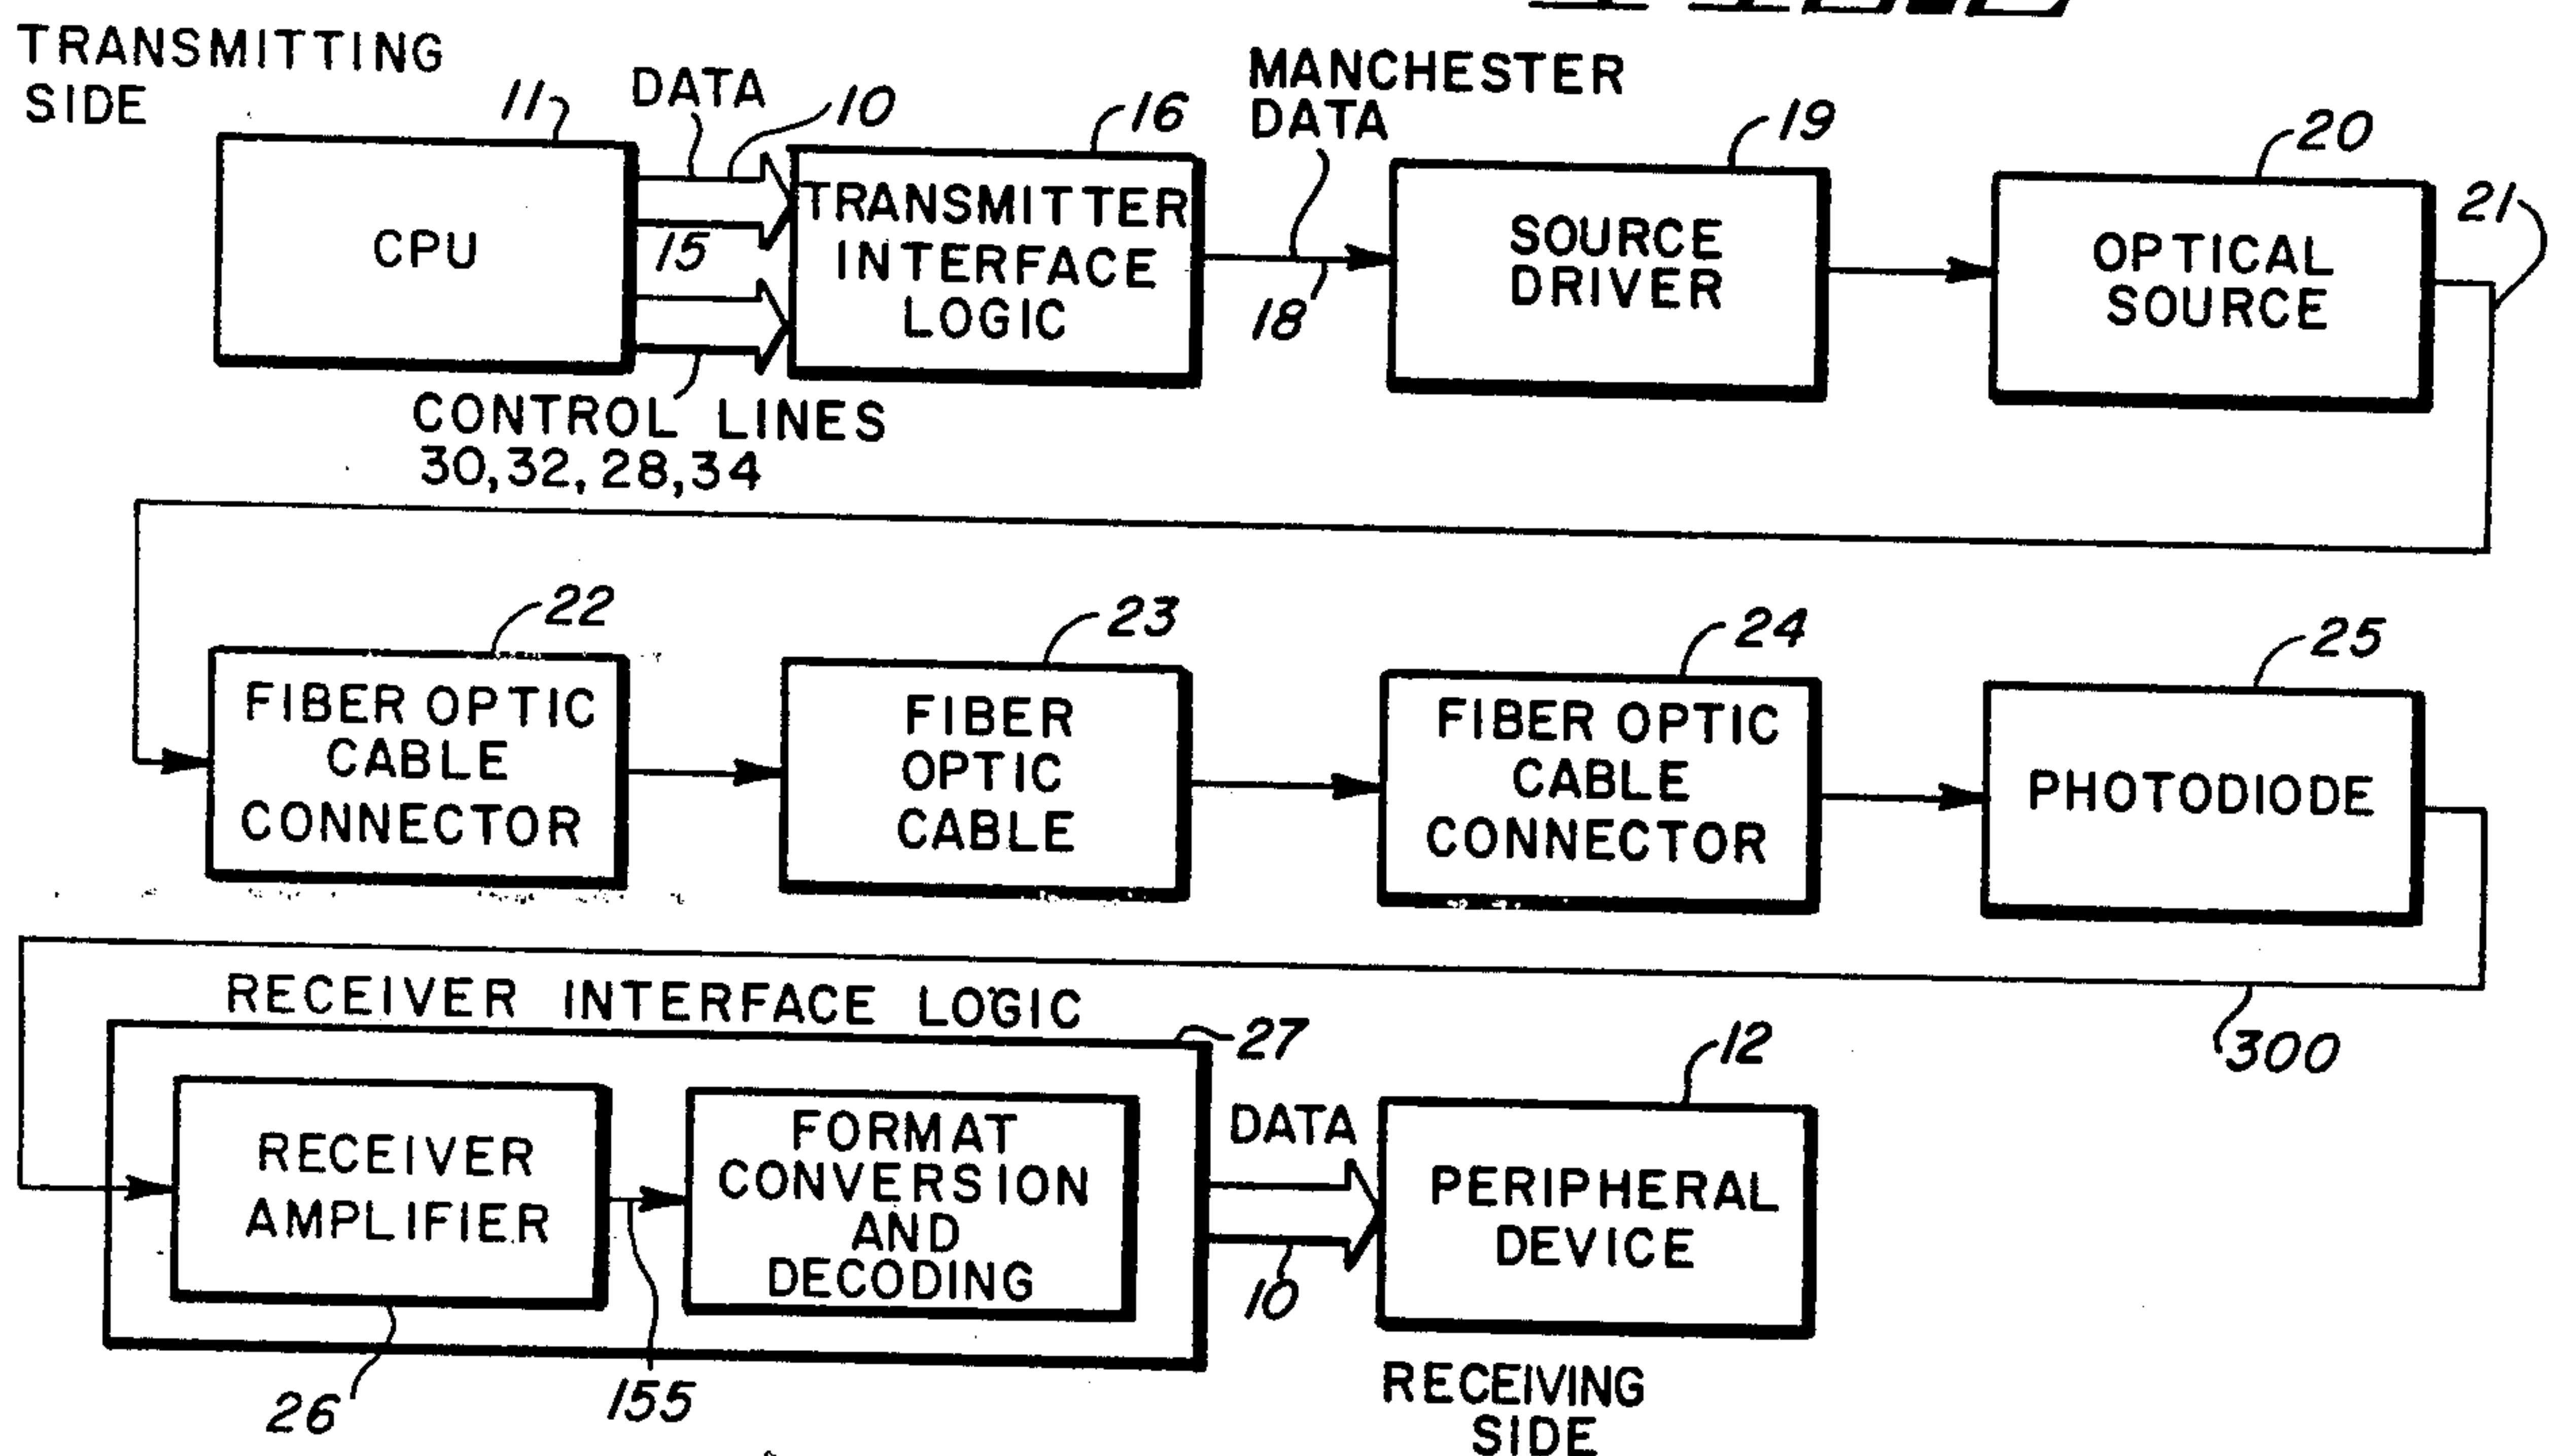 TRANSMITTING
SIDE
11
DATA
10
16
MANCHESTER
DATA
19
20
21
CPU
15
TRANSMITTER
INTERFACE
LOGIC
18
SOURCE
DRIVER
OPTICAL
SOURCE
CONTROL LINES
30,32,28,34
22
23
24
25
FIBER OPTIC
CABLE
CONNECTOR
FIBER
OPTIC
CABLE
FIBER OPTIC
CABLE
CONNECTOR
PHOTODIODE
RECEIVER INTERFACE LOGIC
27
12
300
RECEIVER
AMPLIFIER
FORMAT
CONVERSION
AND
DECODING
DATA
10
PERIPHERAL
DEVICE
26
155
RECEIVING
SIDE